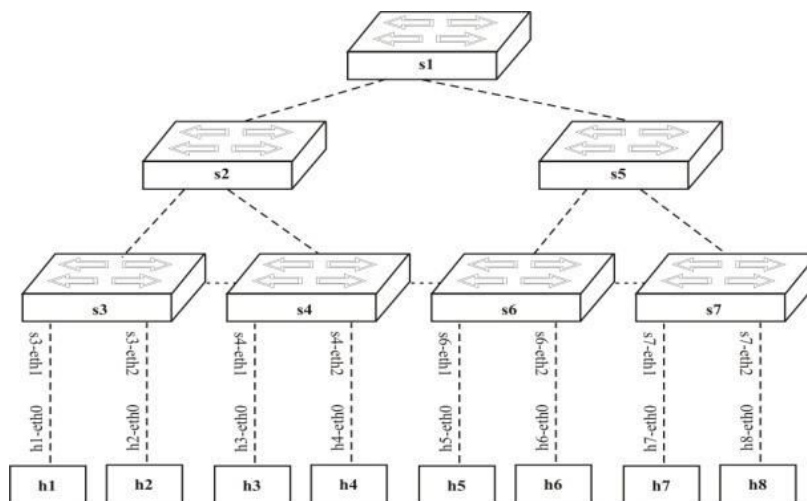 s1
s2
s5
s3
s4
s6
s7
s3-eth1
s3-eth2
s4-eth1
s4-eth2
s6-eth1
s6-eth2
s7-eth1
s7-eth2
h1-eth0
h2-eth0
h3-eth0
h4-eth0
h5-eth0
h6-eth0
h7-eth0
h8-eth0
h1
h2
h3
h4
h5
h6
h7
h8